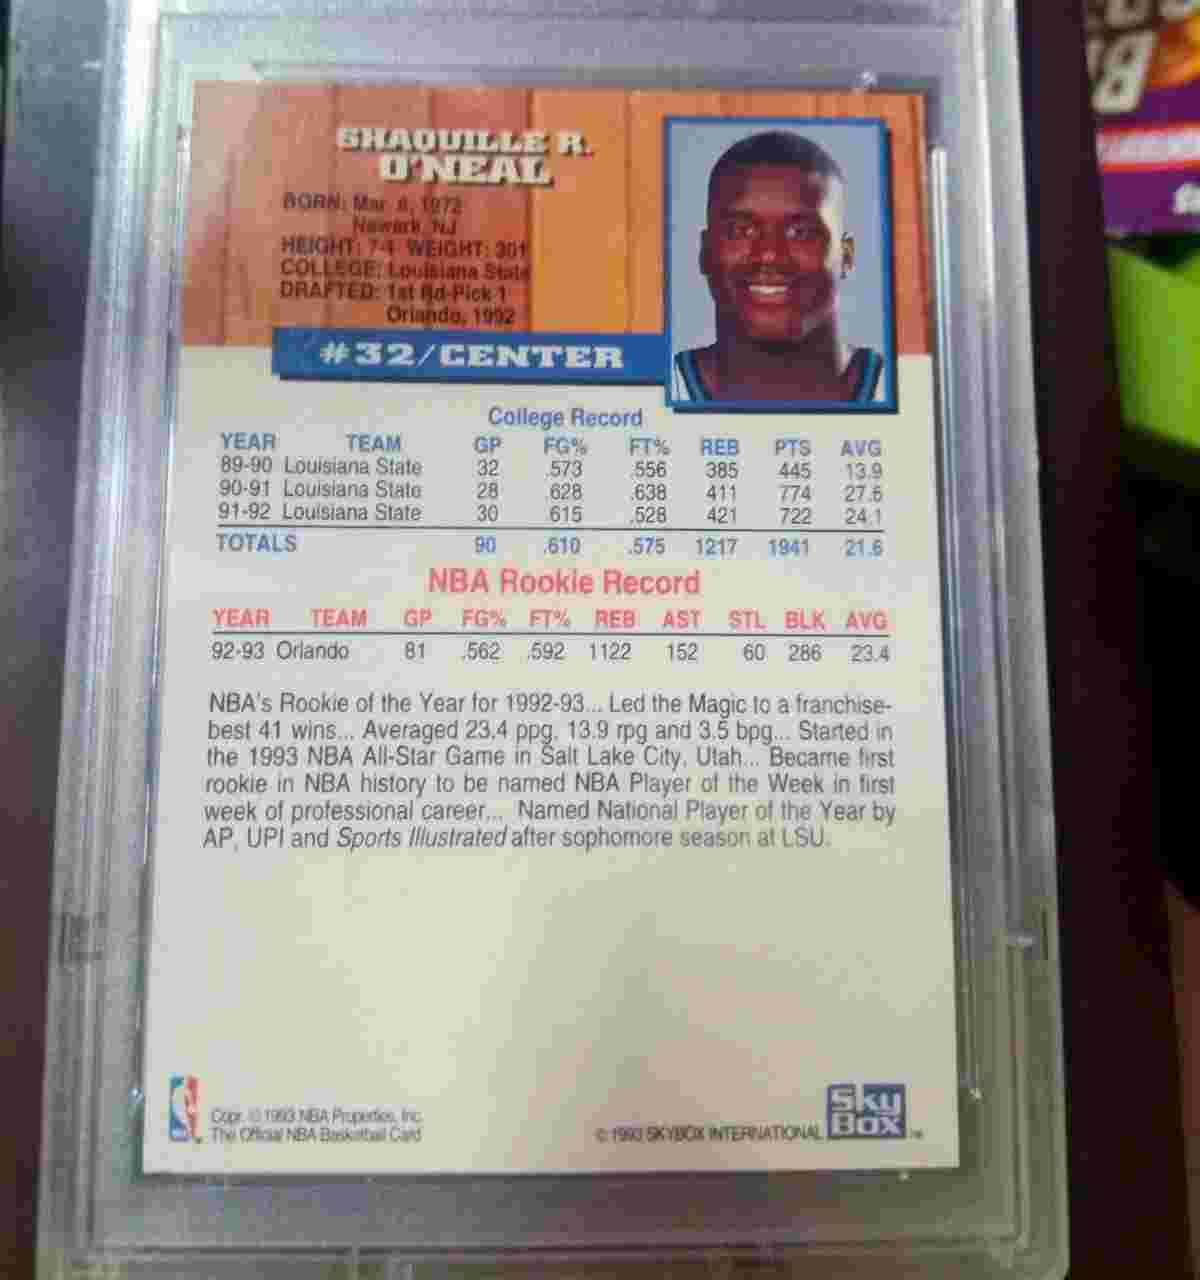 SHAQUILLE R.
O'NEAL
BORN: Mar. 6, 1972
Newark, NJ
HEIGHT: 7-1 WEIGHT: 301
COLLEGE: Louisiana State
DRAFTED: 1st Rd-Pick 1
Orlando, 1992
#32/CENTER
College Record
YEAR TEAM GP FG% FT% REB PTS AVG
89-90 Louisiana State 32 .573 .556 385 445 13.9
90-91 Louisiana State 28 .628 .638 411 774 27.6
91-92 Louisiana State 30 .615 .528 421 722 24.1
TOTALS 90 .610 .575 1217 1941 21.6
NBA Rookie Record
YEAR TEAM GP FG% FT% REB AST STL BLK AVG
92-93 Orlando 81 .562 .592 1122 152 60 286 23.4
NBA's Rookie of the Year for 1992-93... Led the Magic to a franchise-
best 41 wins... Averaged 23.4 ppg, 13.9 rpg and 3.5 bpg... Started in
the 1993 NBA All-Star Game in Salt Lake City, Utah... Became first
rookie in NBA history to be named NBA Player of the Week in first
week of professional career... Named National Player of the Year by
AP, UPI and Sports Illustrated after sophomore season at LSU.
Copr. © 1993 NBA Properties, Inc.
The Official NBA Basketball Card
© 1993 SKYBOX INTERNATIONAL
Sky
Box
TM